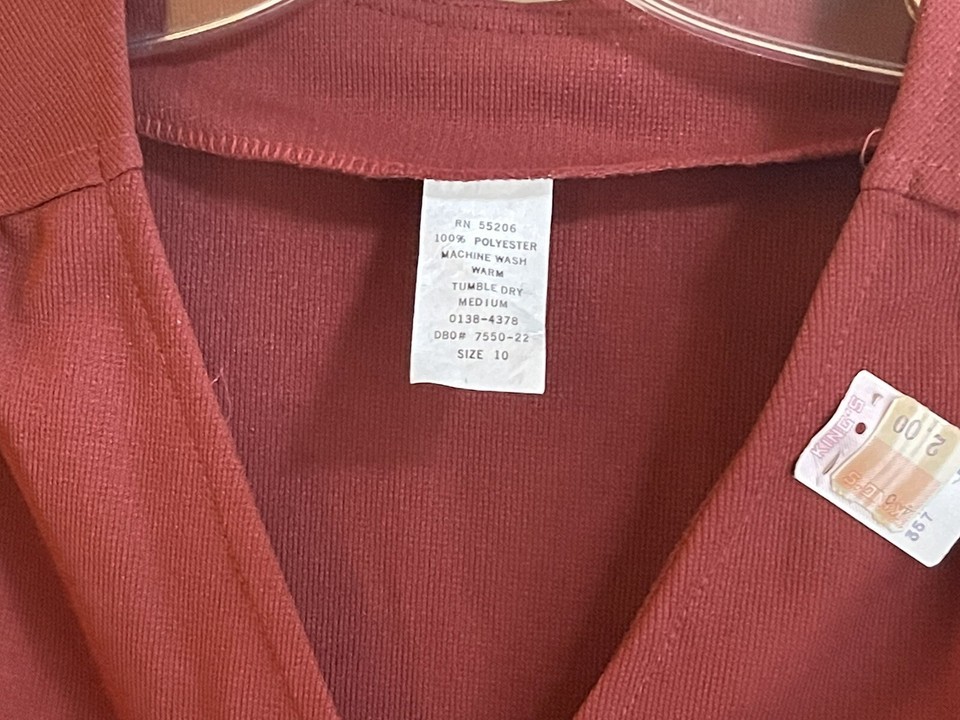 RN 55206
100% POLYESTER
MACHINE WASH
WARM
TUMBLE DRY
MEDIUM
0138-4378
DBO# 7550-22
SIZE 10
KING'S
2.00
KING'S
357